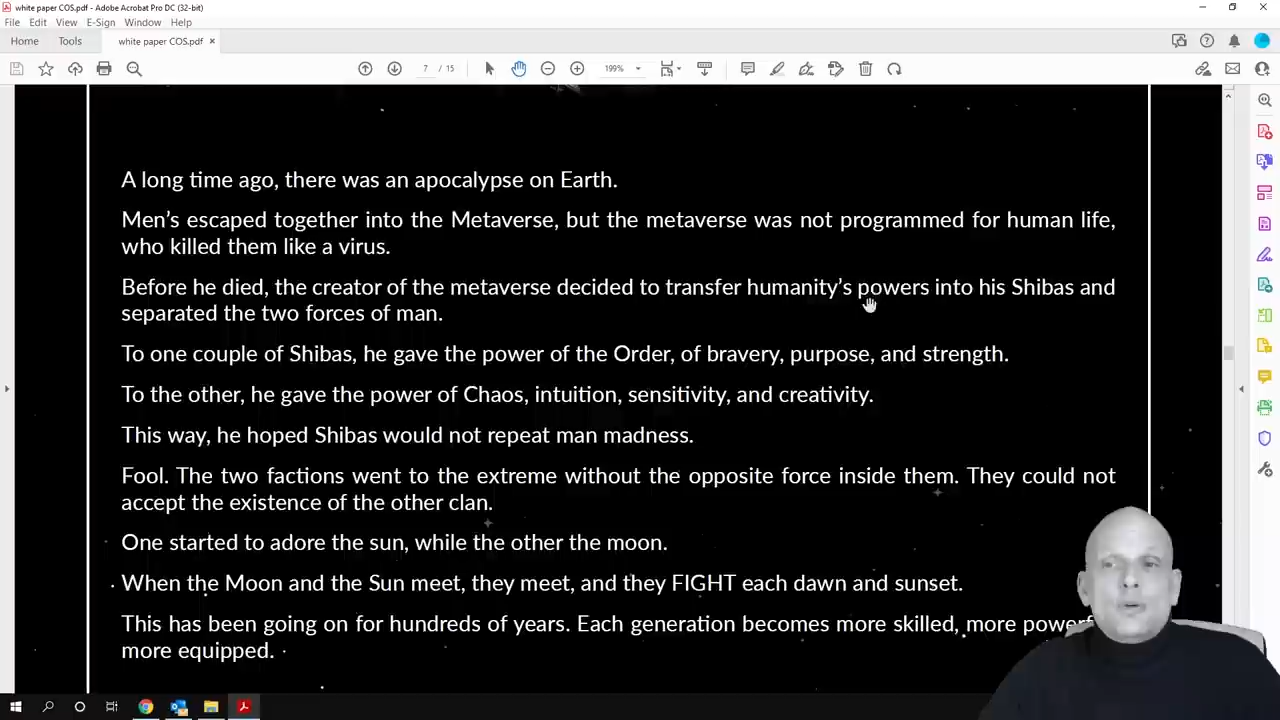 white paper COS.pdf - Adobe Acrobat Pro DC (32-bit)
File Edit View E-Sign Window Help
Home Tools white paper COS.pdf ×
7 / 15 199%
A long time ago, there was an apocalypse on Earth.
Men's escaped together into the Metaverse, but the metaverse was not programmed for human life,
who killed them like a virus.
Before he died, the creator of the metaverse decided to transfer humanity's powers into his Shibas and
separated the two forces of man.
To one couple of Shibas, he gave the power of the Order, of bravery, purpose, and strength.
To the other, he gave the power of Chaos, intuition, sensitivity, and creativity.
This way, he hoped Shibas would not repeat man madness.
Fool. The two factions went to the extreme without the opposite force inside them. They could not
accept the existence of the other clan.
One started to adore the sun, while the other the moon.
When the Moon and the Sun meet, they meet, and they FIGHT each dawn and sunset.
This has been going on for hundreds of years. Each generation becomes more skilled, more
more equipped.